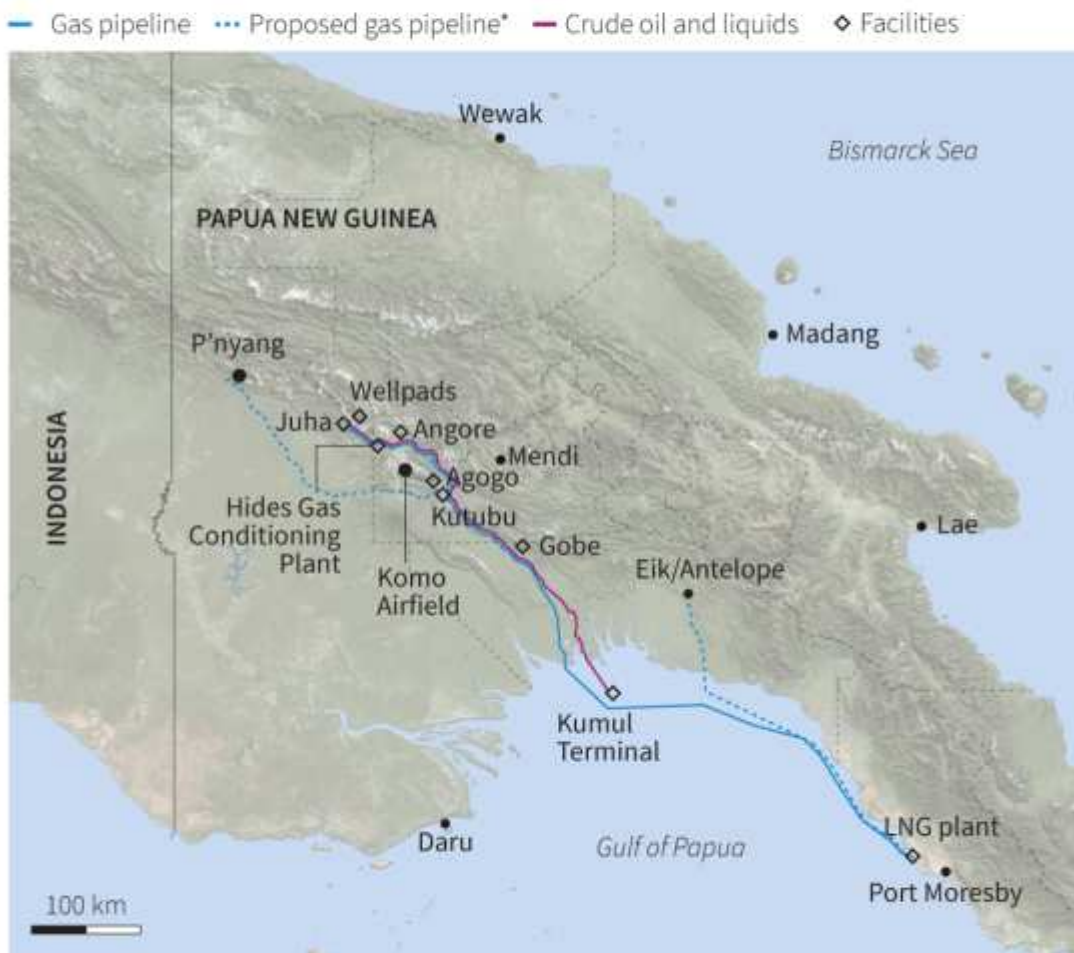 Gas pipeline Proposed gas pipeline* Crude oil and liquids Facilities
Wewak
Bismarck Sea
PAPUA NEW GUINEA
Madang
P'nyang
Wellpads
Juha
Angore
Mendi
Agogo
INDONESIA
Hides Gas
Conditioning
Plant
Kutubu
Gobe
Lae
Komo
Airfield
Eik/Antelope
Kumul
Terminal
LNG plant
Daru
Gulf of Papua
Port Moresby
100 km